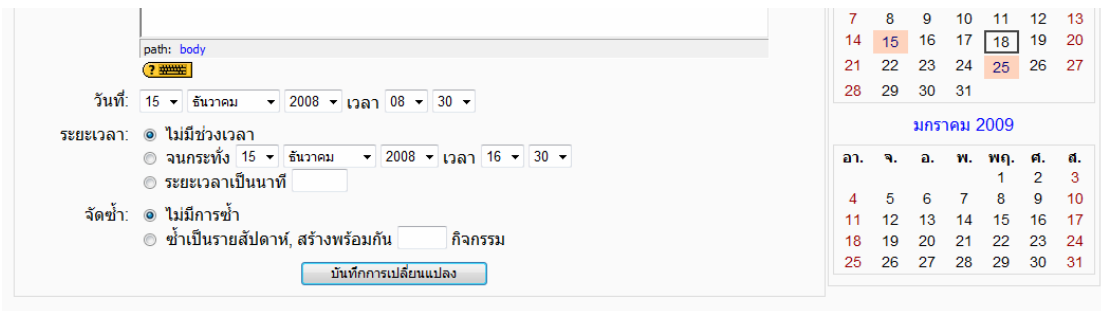 path: body
?
วันที่: 15 ธันวาคม 2008 เวลา 08 30
ระยะเวลา: ไม่มีช่วงเวลา
จนกระทั่ง 15 ธันวาคม 2008 เวลา 16 30
ระยะเวลาเป็นนาที
จัดซ้ำ: ไม่มีการซ้ำ
ซ้ำเป็นรายสัปดาห์, สร้างพร้อมกัน กิจกรรม
บันทึกการเปลี่ยนแปลง
7 8 9 10 11 12 13
14 15 16 17 18 19 20
21 22 23 24 25 26 27
28 29 30 31
มกราคม 2009
อา. จ. อ. พ. พฤ. ศ. ส.
1 2 3
4 5 6 7 8 9 10
11 12 13 14 15 16 17
18 19 20 21 22 23 24
25 26 27 28 29 30 31